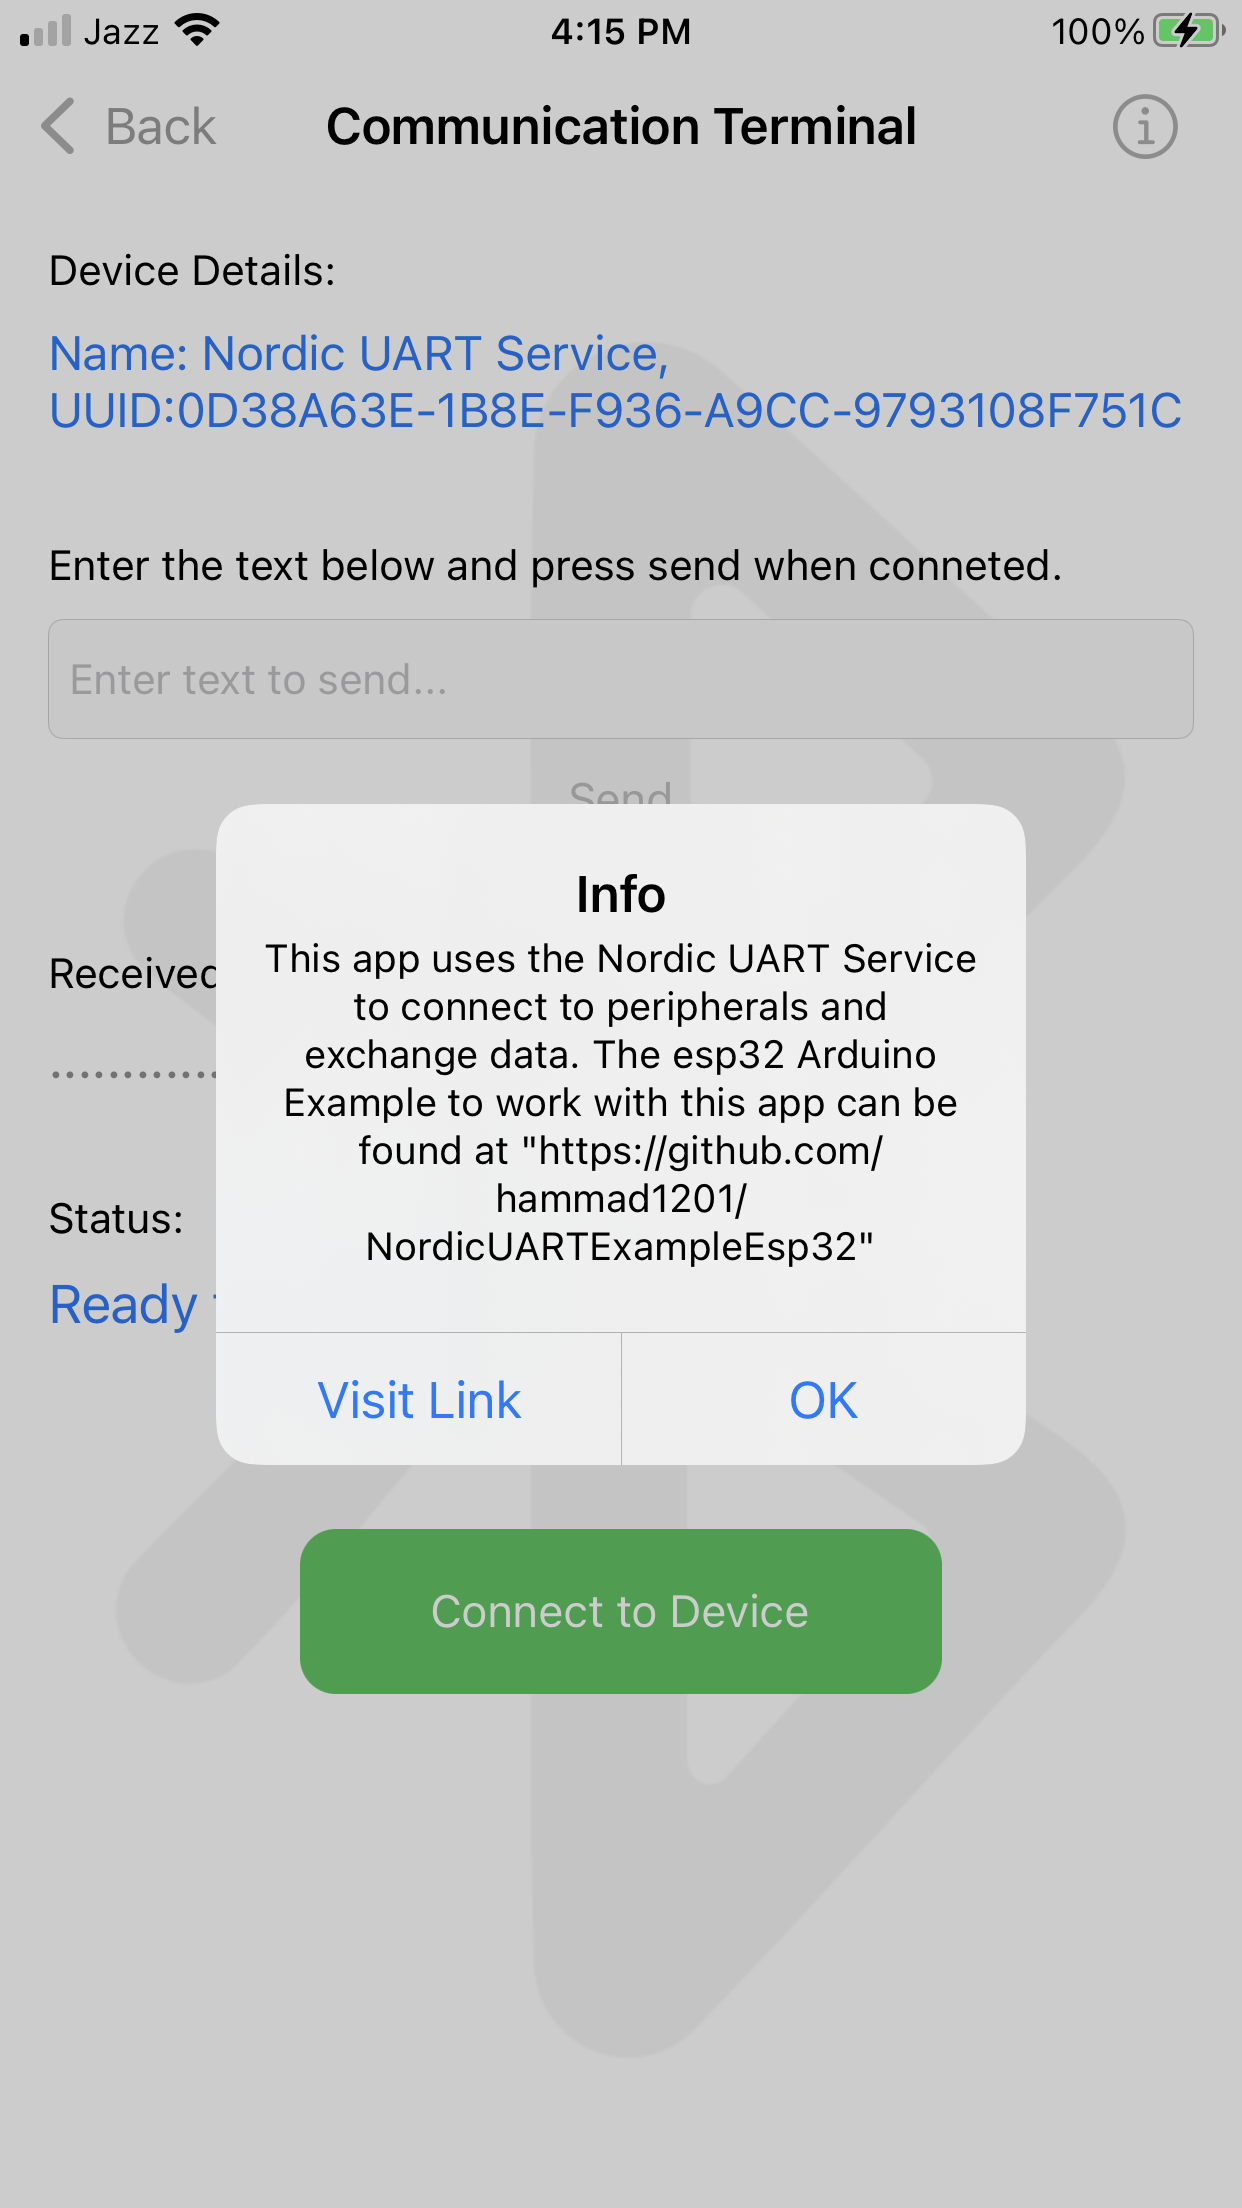 Jazz 4:15 PM 100%
Back Communication Terminal
Device Details:
Name: Nordic UART Service,
UUID:0D38A63E-1B8E-F936-A9CC-9793108F751C
Enter the text below and press send when conneted.
Enter text to send...
Send
Info
This app uses the Nordic UART Service
to connect to peripherals and
exchange data. The esp32 Arduino
Example to work with this app can be
found at "https://github.com/
hammad1201/
NordicUARTExampleEsp32"
Received
Status:
Ready
Visit Link OK
Connect to Device